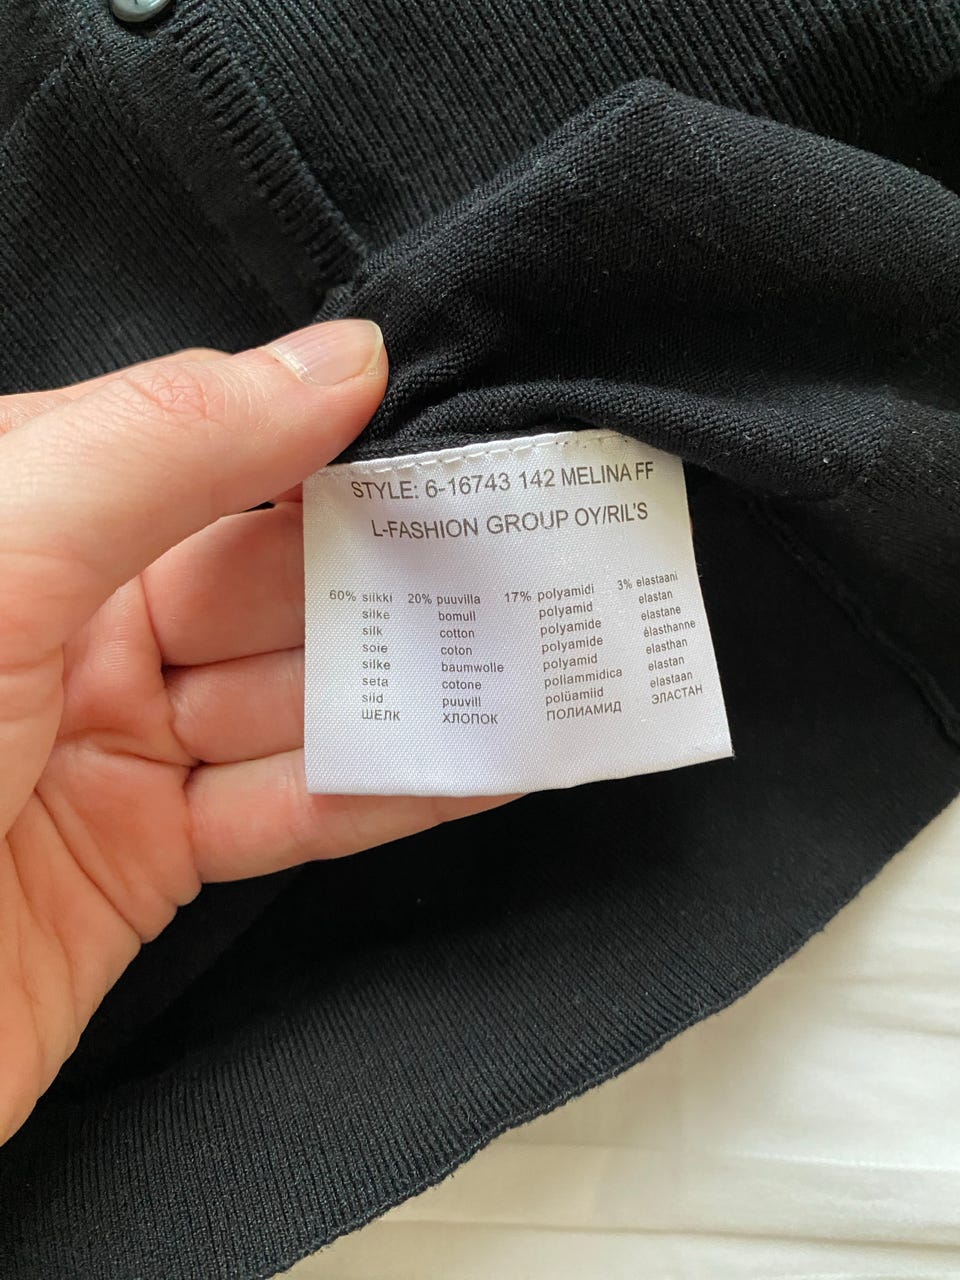 STYLE: 6-16743 142 MELINA FF
L-FASHION GROUP OY/RIL'S
60% silkki 20% puuvilla 17% polyamidi 3% elastaani
silke bomull polyamid elastan
silk cotton polyamide elastane
soie coton polyamide élasthanne
silke baumwolle polyamid elasthan
seta cotone poliammidica elastan
siid puuvill polüamiid elastaan
ШЕЛК ХЛОПОК ПОЛИАМИД ЭЛАСТАН